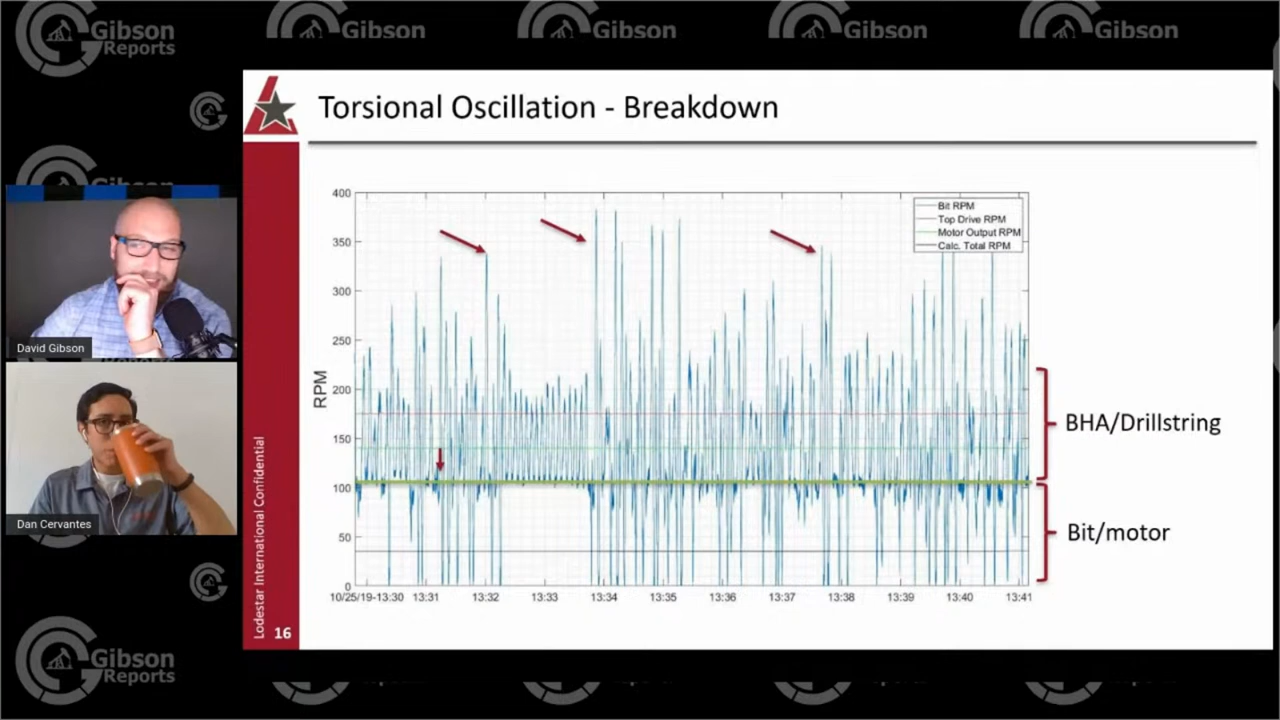 Gibson
Reports
Gibson
Gibson
Gibson
Gibson
Torsional Oscillation - Breakdown
400
350
300
250
200
150
100
50
0
RPM
10/25/19-13:30
13:31
13:32
13:33
13:34
13:35
13:36
13:37
13:38
13:39
13:40
13:41
Bit RPM
Top Drive RPM
Motor Output RPM
Calc. Total RPM
BHA/Drillstring
Bit/motor
Lodestar International Confidential
16
David Gibson
Dan Cervantes
Gibson
Reports